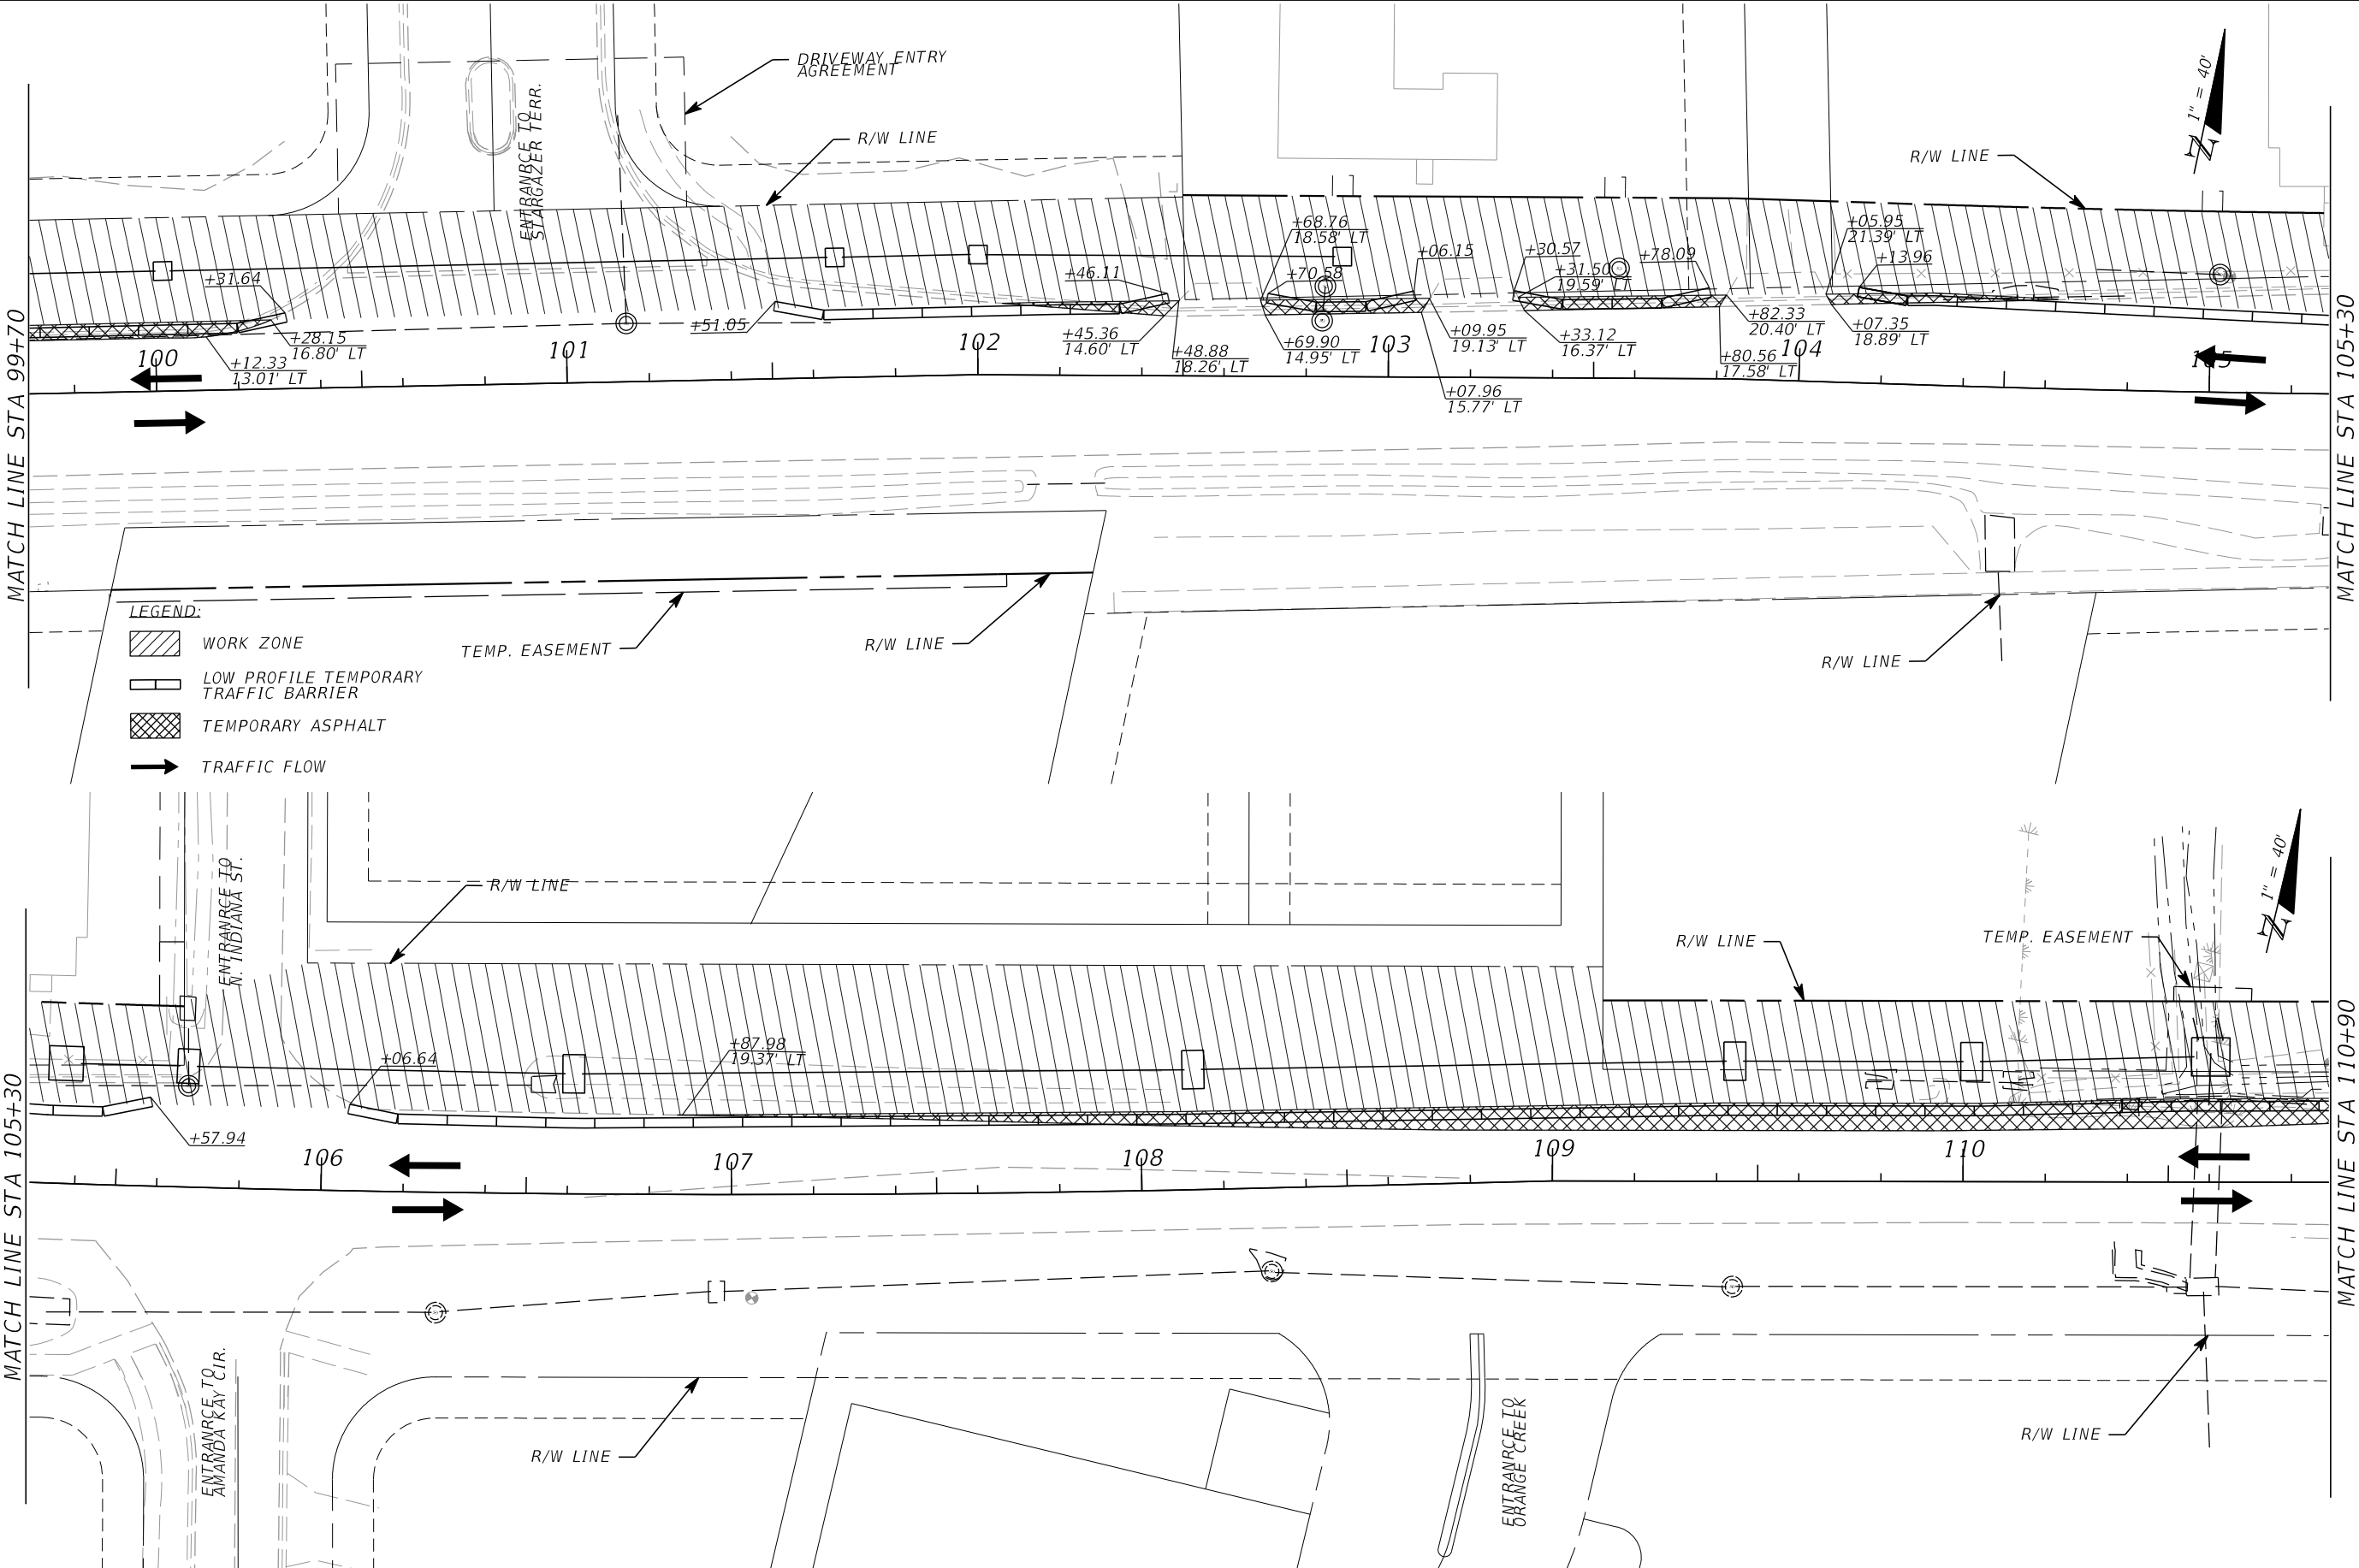 DRIVEWAY ENTRY
AGREEMENT
R/W LINE
R/W LINE
1" = 40'
N
ENTRANRCE TO
STARGAZER TERR.
MATCH LINE STA 99+70
MATCH LINE STA 105+30
+31.64
+28.15
16.80' LT
+12.33
13.01' LT
+51.05
+46.11
+45.36
14.60' LT
+48.88
18.26' LT
+68.76
18.58' LT
+70.58
+69.90
14.95' LT
+06.15
+09.95
19.13' LT
+07.96
15.77' LT
+30.57
+31.50
19.59' LT
+33.12
16.37' LT
+78.09
+82.33
20.40' LT
+80.56
17.58' LT
+05.95
21.39' LT
+13.96
+07.35
18.89' LT
100
101
102
103
104
105
LEGEND:
WORK ZONE
LOW PROFILE TEMPORARY
TRAFFIC BARRIER
TEMPORARY ASPHALT
TRAFFIC FLOW
TEMP. EASEMENT
R/W LINE
R/W LINE
MATCH LINE STA 105+30
MATCH LINE STA 110+90
ENTRANRCE TO
N. INDIANA ST.
R/W LINE
R/W LINE
TEMP. EASEMENT
1" = 40'
N
+57.94
+06.64
+87.98
19.37' LT
106
107
108
109
110
ENTRANRCE TO
AMANDA KAY CIR.
R/W LINE
ENTRANRCE TO
ORANGE CREEK
R/W LINE